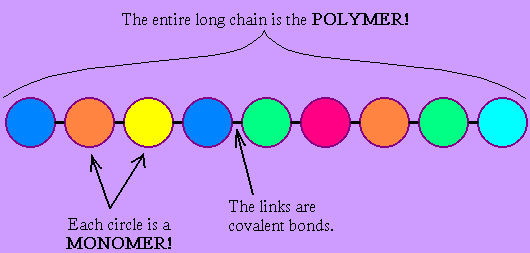 The entire long chain is the POLYMER!
Each circle is a
MONOMER!
The links are
covalent bonds.